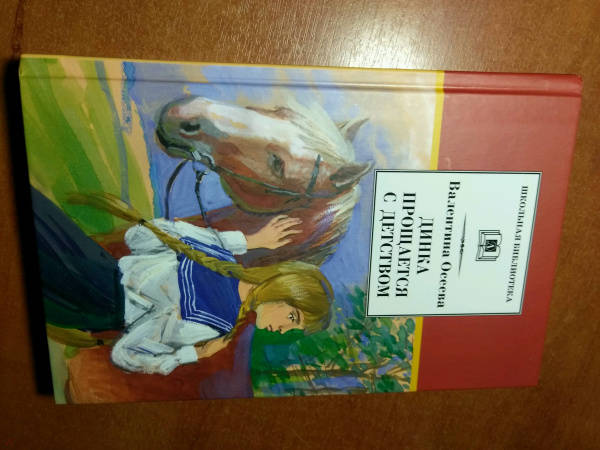 ШКОЛЬНАЯ БИБЛИОТЕКА
Валентина Осеева
ДИНКА
ПРОЩАЕТСЯ
С ДЕТСТВОМ